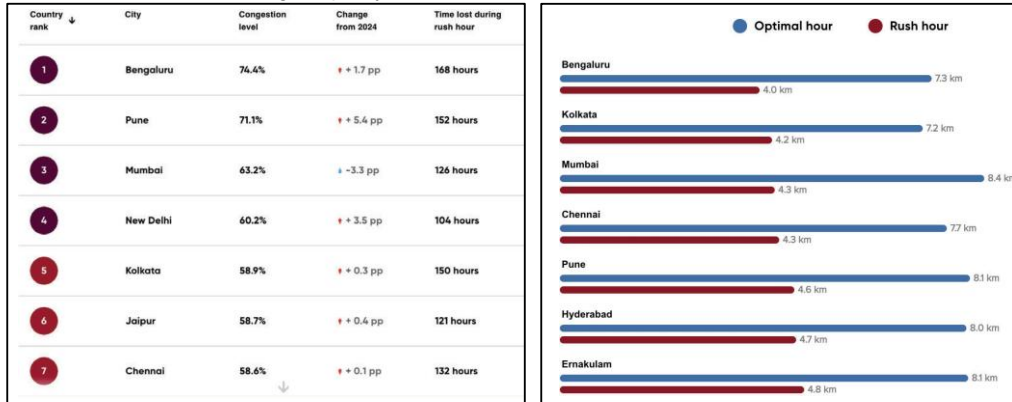 Country rank ↓ City Congestion level Change from 2024 Time lost during rush hour
1 Bengaluru 74.4% + 1.7 pp 168 hours
2 Pune 71.1% + 5.4 pp 152 hours
3 Mumbai 63.2% -3.3 pp 126 hours
4 New Delhi 60.2% + 3.5 pp 104 hours
5 Kolkata 58.9% + 0.3 pp 150 hours
6 Jaipur 58.7% + 0.4 pp 121 hours
7 Chennai 58.6% + 0.1 pp 132 hours
Optimal hour Rush hour
Bengaluru
7.3 km
4.0 km
Kolkata
7.2 km
4.2 km
Mumbai
8.4 km
4.3 km
Chennai
7.7 km
4.3 km
Pune
8.1 km
4.6 km
Hyderabad
8.0 km
4.7 km
Ernakulam
8.1 km
4.8 km